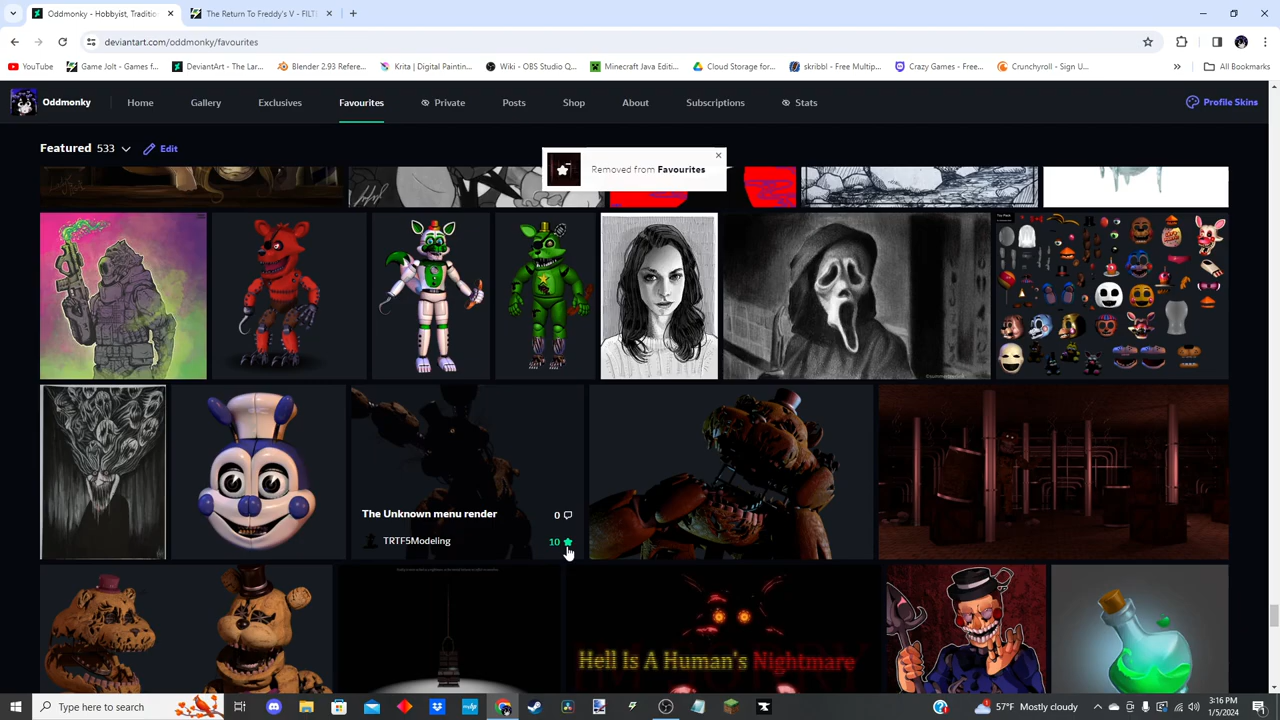 Oddmonky - Hobbyist, Traditio
The Return To Freddy's V - FILT
deviantart.com/oddmonky/favourites
YouTube
Game Jolt - Games f...
DeviantArt - The Lar...
Blender 2.93 Refere...
Krita | Digital Paintin...
Wiki - OBS Studio Q...
Minecraft Java Editi...
Cloud Storage for...
skribbl - Free Multip...
Crazy Games - Free...
Crunchyroll - Sign U...
All Bookmarks
Oddmonky
Home
Gallery
Exclusives
Favourites
Private
Posts
Shop
About
Subscriptions
Stats
Profile Skins
Featured 533
Edit
Removed from Favourites
The Unknown menu render
0
TRTF5Modeling
10
Hell Is A Human's Nightmare
Type here to search
57°F Mostly cloudy
3:16 PM
1/5/2024